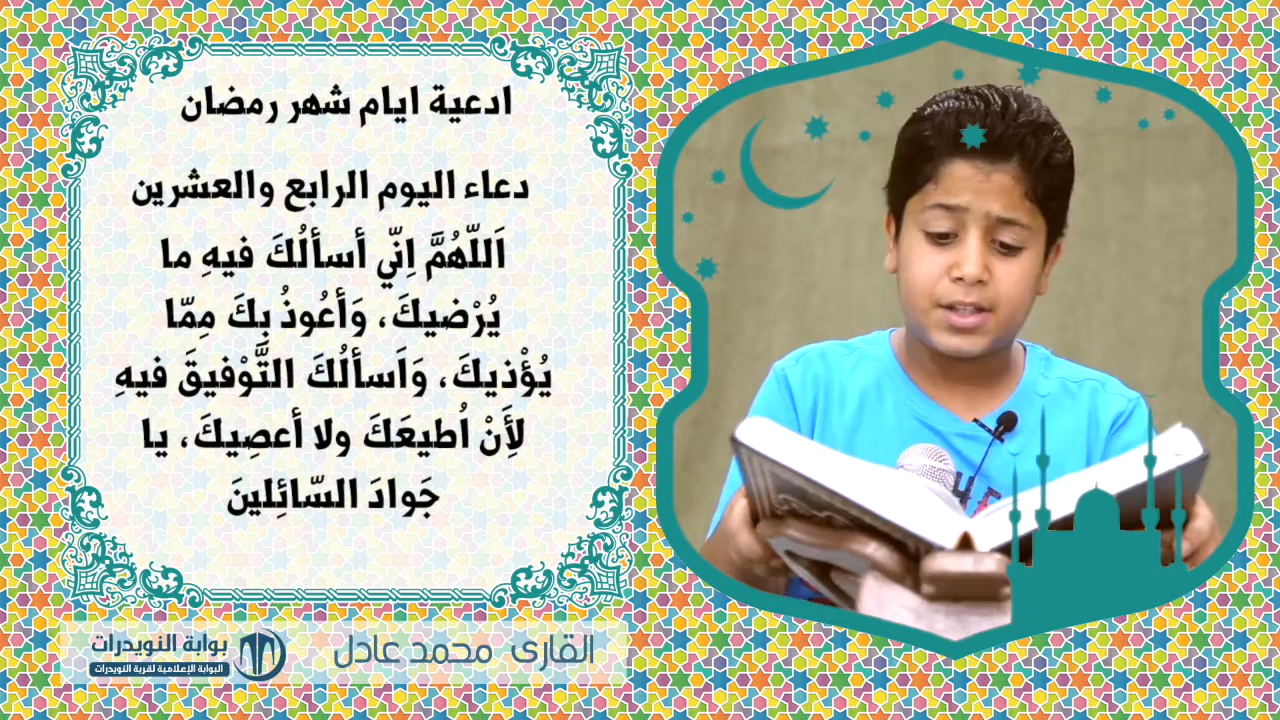 ادعية ايام شهر رمضان
دعاء اليوم الرابع والعشرين
اَللّهُمَّ اِنّي أسألُكَ فيهِ ما
يُرْضيكَ، وَأعُوذُ بِكَ مِمّا
يُؤْذيكَ، وَاَسألُكَ التَّوْفيقَ فيهِ
لِأَنْ اُطيعَكَ ولا أعصِيكَ، يا
جَوادَ السّائِلينَ
القارئ محمد عادل
بوابة النويدرات
البوابة الإعلامية لقرية النويدرات